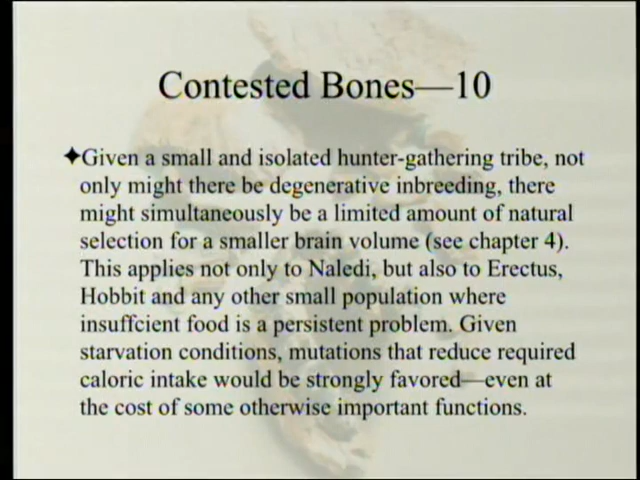 Contested Bones—10
✦Given a small and isolated hunter-gathering tribe, not
only might there be degenerative inbreeding, there
might simultaneously be a limited amount of natural
selection for a smaller brain volume (see chapter 4).
This applies not only to Naledi, but also to Erectus,
Hobbit and any other small population where
insuffcient food is a persistent problem. Given
starvation conditions, mutations that reduce required
caloric intake would be strongly favored—even at
the cost of some otherwise important functions.